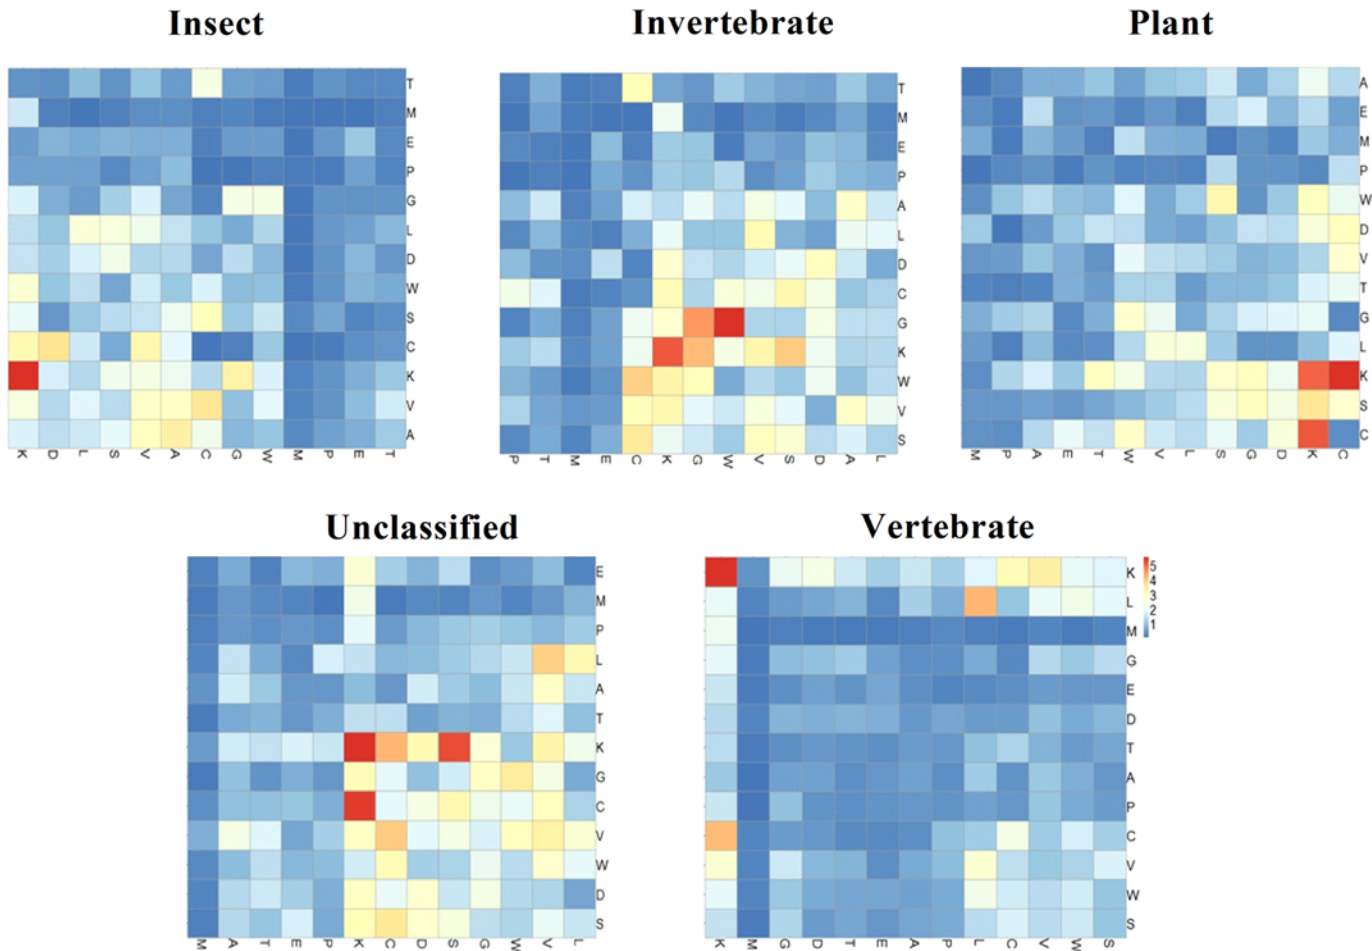 Insect
Invertebrate
Plant
T
M
E
P
G
L
D
W
S
C
K
V
A
K D L S V A C G W M P E T
T
M
E
P
A
L
D
C
G
K
W
V
S
P T M E C K G W V S D A L
A
E
M
P
W
D
V
T
G
L
K
S
C
M P A E T W V L S G D K C
Unclassified
Vertebrate
E
M
P
L
A
T
K
G
C
V
W
D
S
M A T E P K C D S G W V L
K
L
M
G
E
D
T
A
P
C
V
W
S
K M G D T E A P L C V W S
5
4
3
2
1